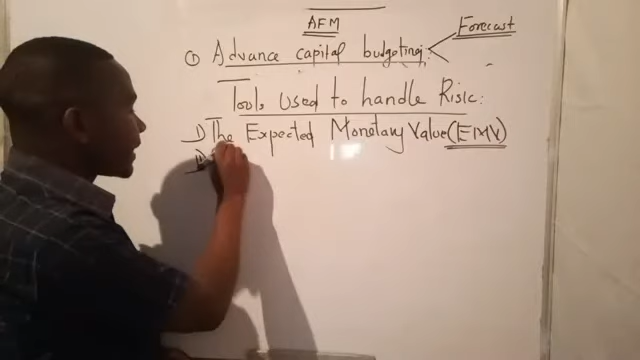 AFM
① Advance capital budgeting Forecast
Tools Used to handle Risk:
1) The Expected Monetary Value (EMV)